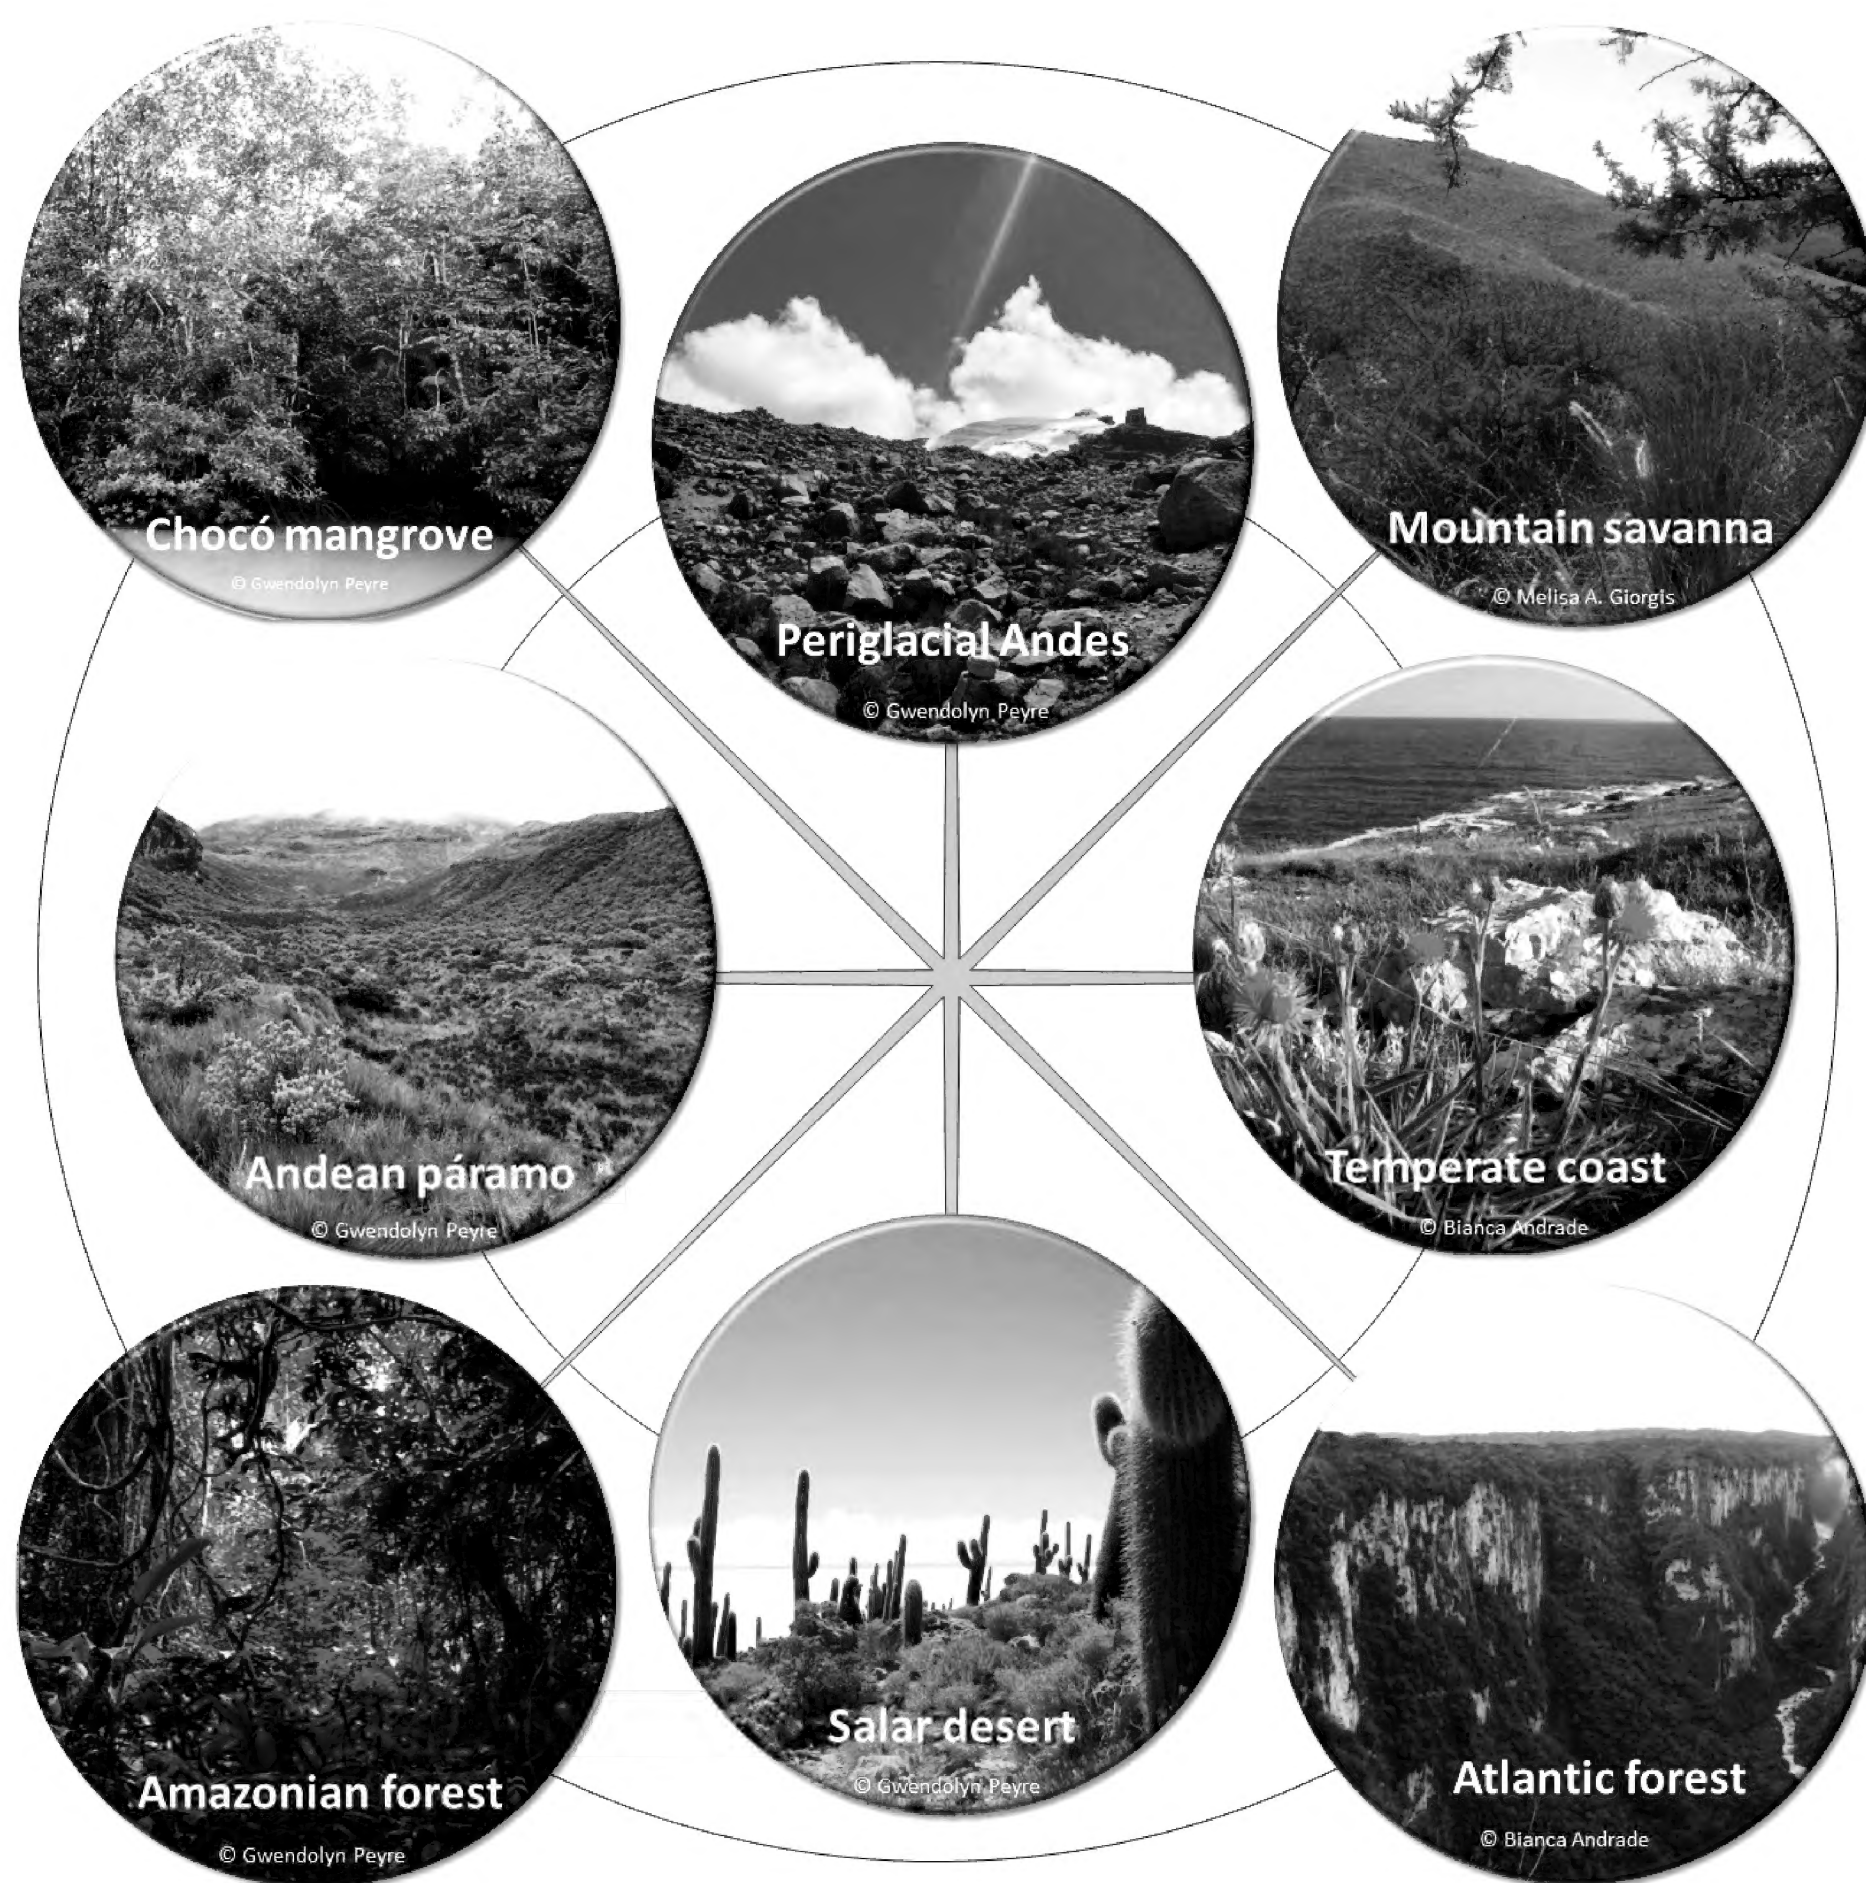 Chocó mangrove
© Gwendolyn Peyre
Periglacial Andes
© Gwendolyn Peyre
Mountain savanna
© Melisa A. Giorgis
Andean páramo
© Gwendolyn Peyre
Temperate coast
© Bianca Andrade
Amazonian forest
© Gwendolyn Peyre
Salar desert
© Gwendolyn Peyre
Atlantic forest
© Bianca Andrade